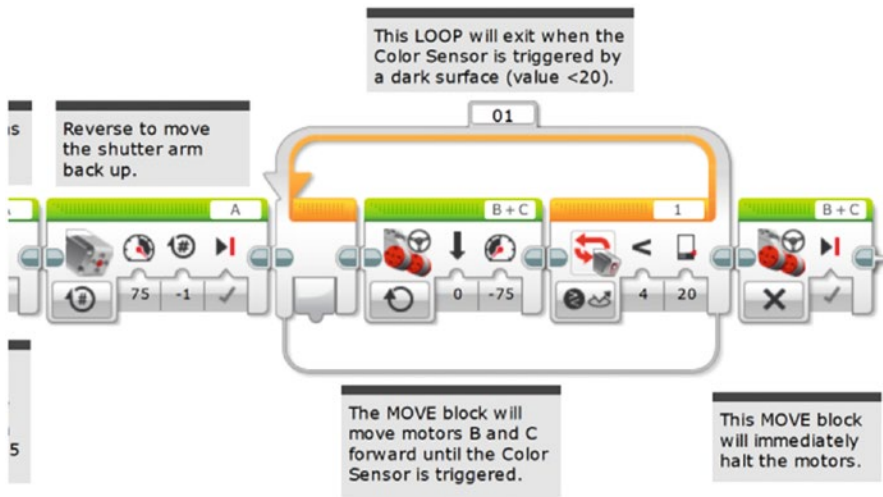 This LOOP will exit when the
Color Sensor is triggered by
a dark surface (value <20).
01
Reverse to move
the shutter arm
back up.
A
B + C
1
B + C
#
#
75
-1
0
-75
4
20
The MOVE block will
move motors B and C
forward until the Color
Sensor is triggered.
This MOVE block
will immediately
halt the motors.
5